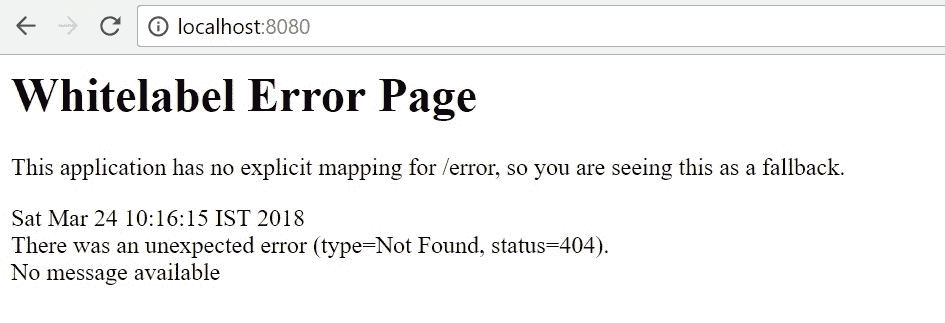 localhost:8080
Whitelabel Error Page
This application has no explicit mapping for /error, so you are seeing this as a fallback.
Sat Mar 24 10:16:15 IST 2018
There was an unexpected error (type=Not Found, status=404).
No message available